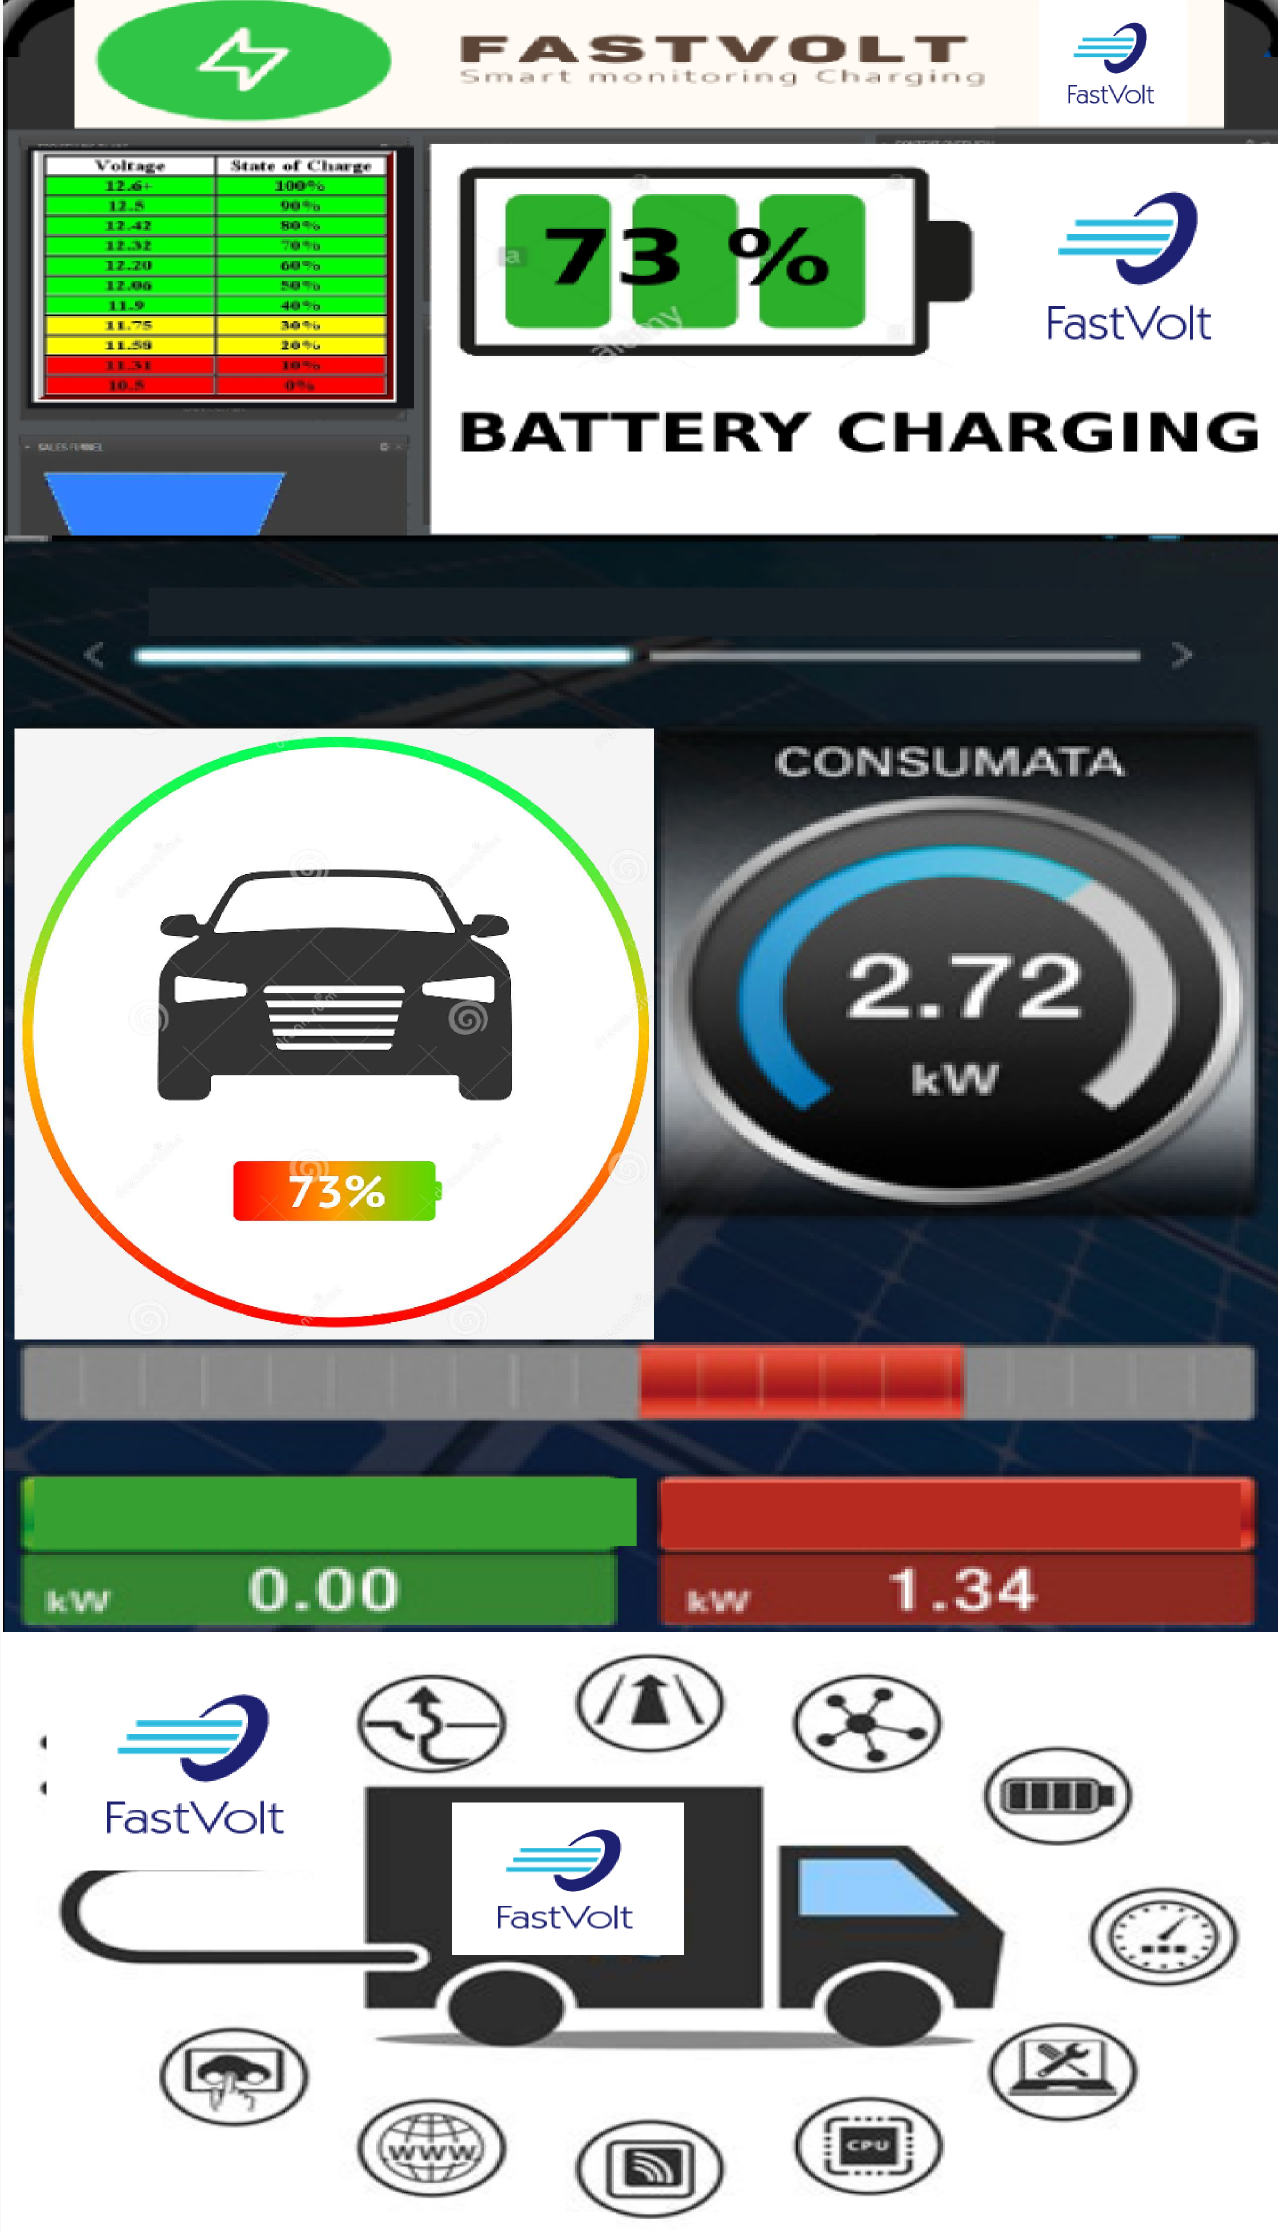 FASTVOLT
Smart monitoring Charging
FastVolt
Voltage State of Charge
12.6+ 100%
12.5 90%
12.42 80%
12.32 70%
12.20 60%
12.06 50%
11.9 40%
11.75 30%
11.58 20%
11.31 10%
10.5 0%
73 %
a
alamy
FastVolt
BATTERY CHARGING
SALES FUNNEL
CONSUMATA
2.72
kW
73%
kW 0.00
kW 1.34
FastVolt
FastVolt
WWW
CPU